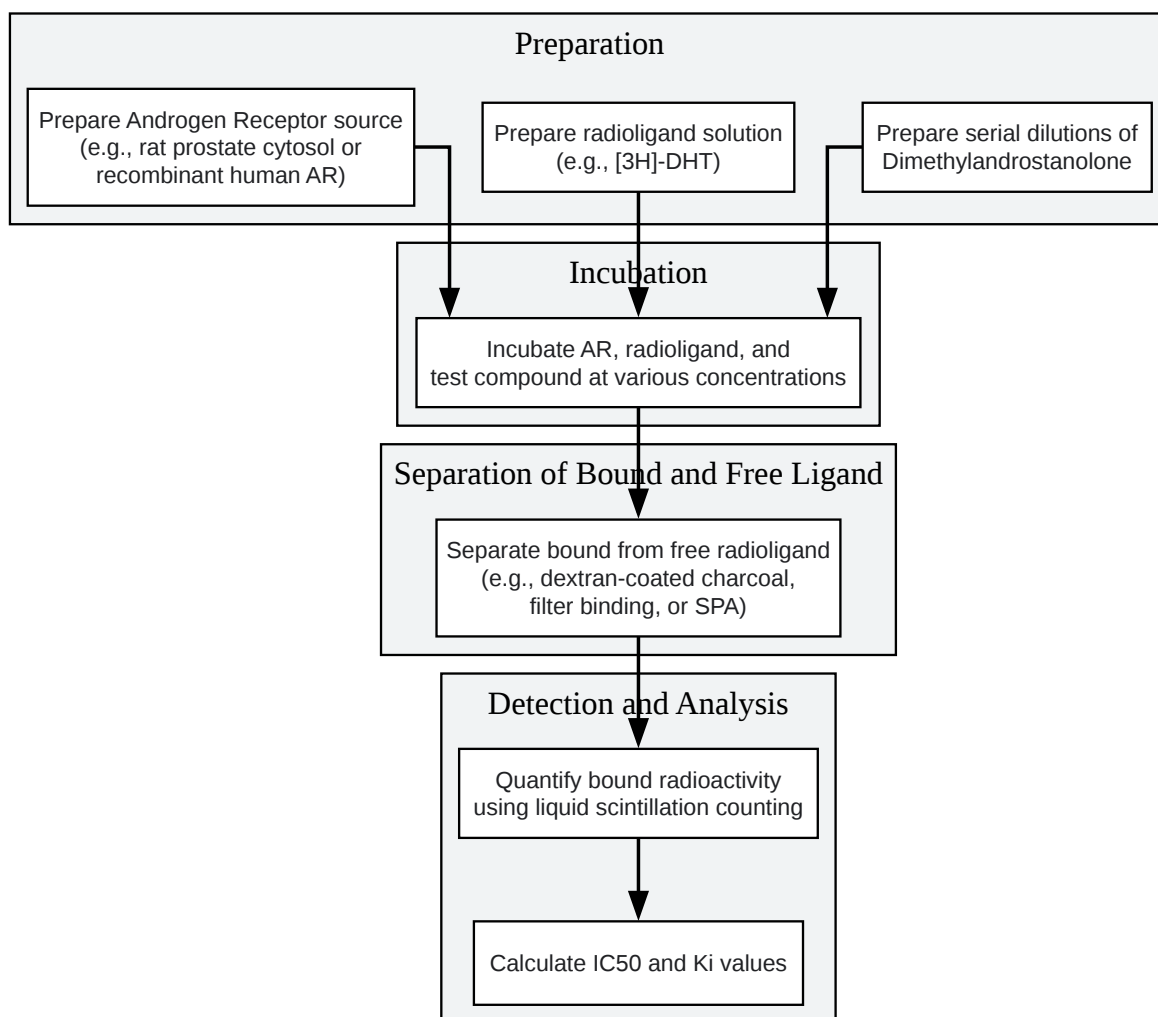 Preparation
Prepare Androgen Receptor source
(e.g., rat prostate cytosol or
recombinant human AR)
Prepare radioligand solution
(e.g., [3H]-DHT)
Prepare serial dilutions of
Dimethylandrostanolone
Incubation
Incubate AR, radioligand, and
test compound at various concentrations
Separation of Bound and Free Ligand
Separate bound from free radioligand
(e.g., dextran-coated charcoal,
filter binding, or SPA)
Detection and Analysis
Quantify bound radioactivity
using liquid scintillation counting
Calculate IC50 and Ki values